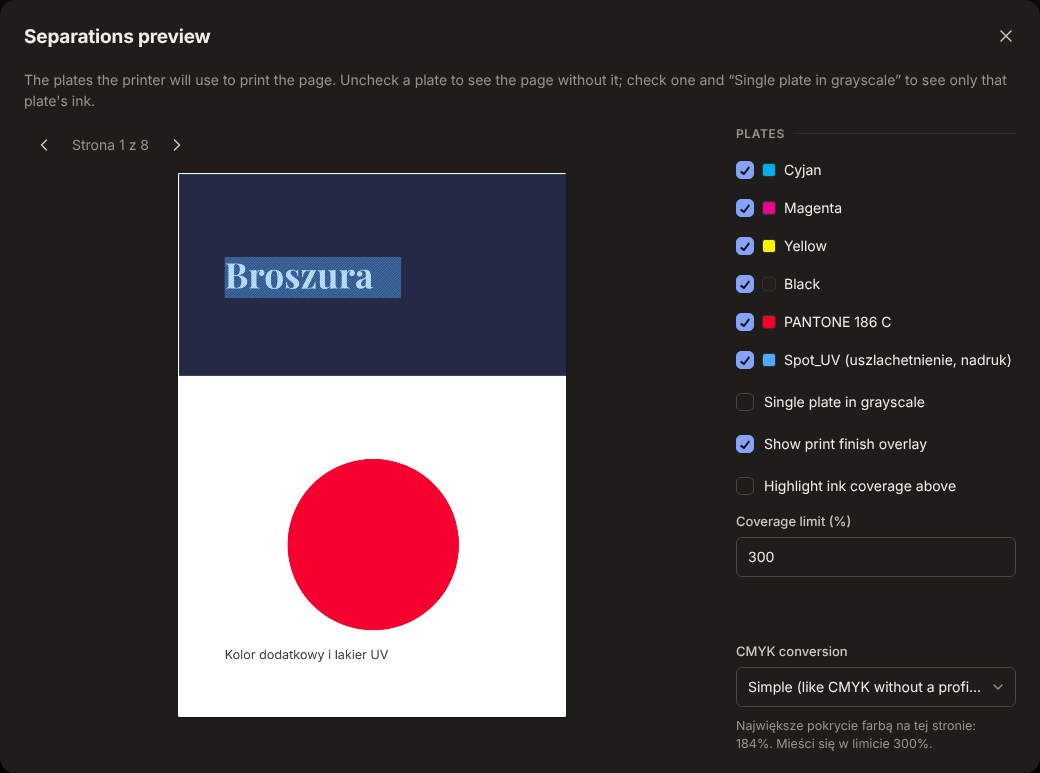 Separations preview
The plates the printer will use to print the page. Uncheck a plate to see the page without it; check one and “Single plate in grayscale” to see only that
plate's ink.
Strona 1 z 8
Broszura
Kolor dodatkowy i lakier UV
PLATES
Cyjan
Magenta
Yellow
Black
PANTONE 186 C
Spot_UV (uszlachetnienie, nadruk)
Single plate in grayscale
Show print finish overlay
Highlight ink coverage above
Coverage limit (%)
300
CMYK conversion
Simple (like CMYK without a profi...
Największe pokrycie farbą na tej stronie:
184%. Mieści się w limicie 300%.